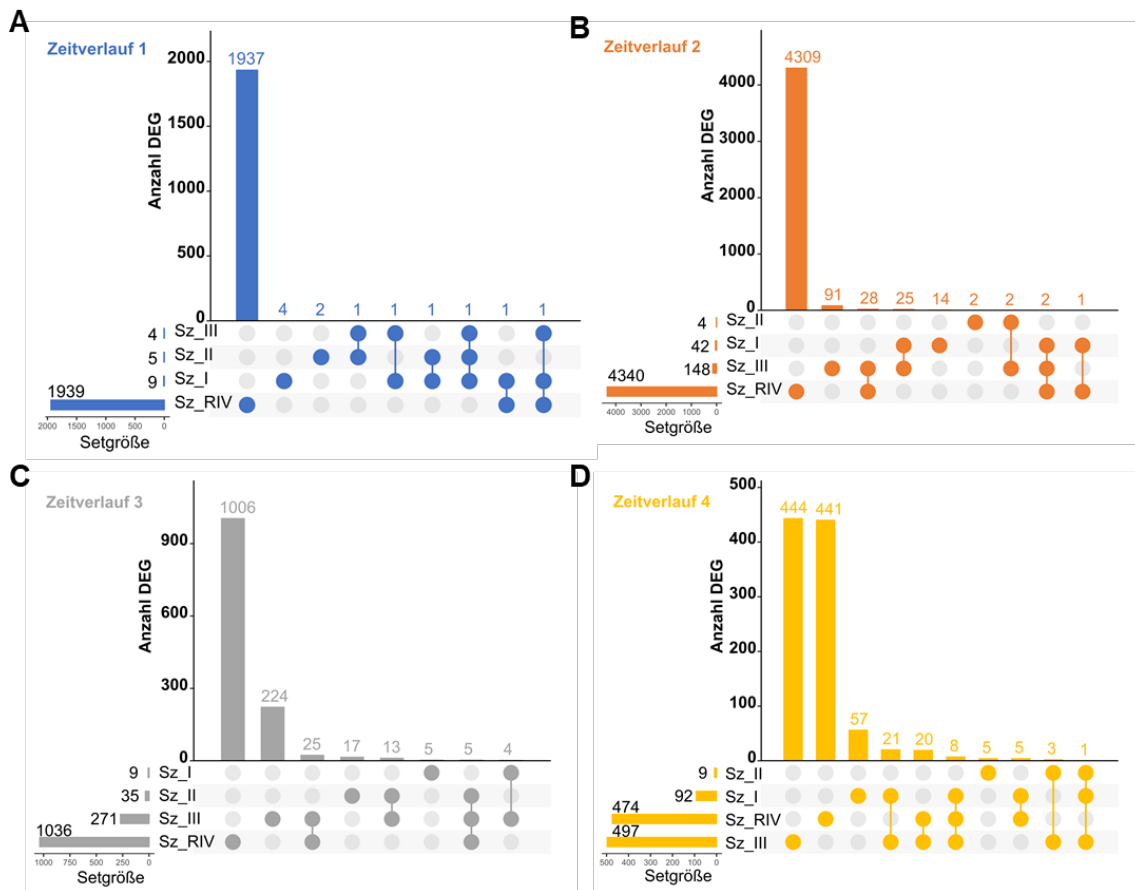 A
Zeitverlauf 1
Anzahl DEG
2000
1500
1000
500
0
1937
4
2
1
1
1
1
1
1
4
Sz_III
5
Sz_II
9
Sz_I
1939
Sz_RIV
2000 1500 1000 500 0
Setgröße
B
Zeitverlauf 2
Anzahl DEG
4000
3000
2000
1000
0
4309
91
28
25
14
2
2
2
1
4
Sz_II
42
Sz_I
148
Sz_III
4340
Sz_RIV
4000 3000 2000 1000 0
Setgröße
C
Zeitverlauf 3
Anzahl DEG
900
600
300
0
1006
224
25
17
13
5
5
4
9
Sz_I
35
Sz_II
271
Sz_III
1036
Sz_RIV
1000 750 500 250 0
Setgröße
D
Zeitverlauf 4
Anzahl DEG
500
400
300
200
100
0
444
441
57
21
20
8
5
5
3
1
9
Sz_II
92
Sz_I
474
Sz_RIV
497
Sz_III
500 400 300 200 100 0
Setgröße